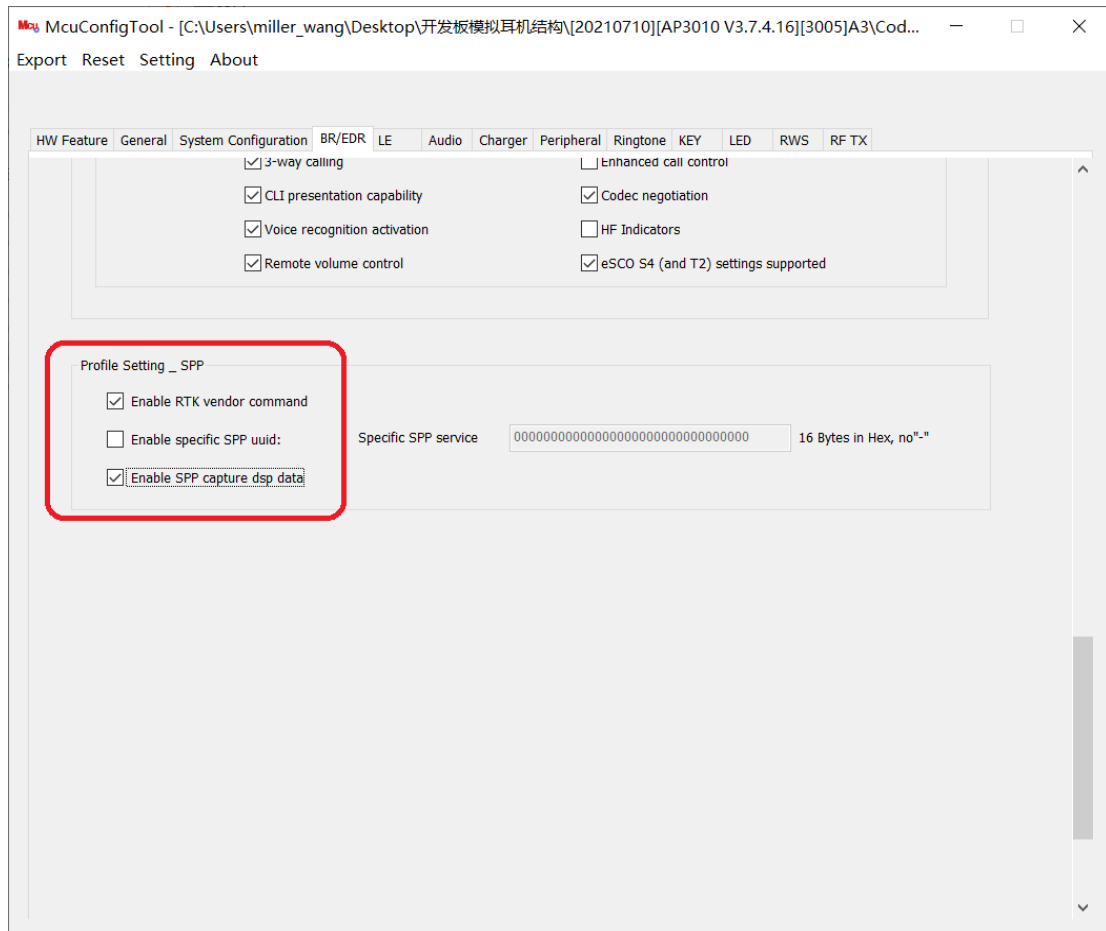 McuConfigTool - [C:\Users\miller_wang\Desktop\开发板模拟耳机结构\[20210710][AP3010 V3.7.4.16][3005]A3\Cod...
Export Reset Setting About
HW Feature General System Configuration BR/EDR LE Audio Charger Peripheral Ringtone KEY LED RWS RF TX
3-way calling Enhanced call control
CLI presentation capability Codec negotiation
Voice recognition activation HF Indicators
Remote volume control eSCO S4 (and T2) settings supported
Profile Setting _ SPP
Enable RTK vendor command
Enable specific SPP uuid: Specific SPP service 00000000000000000000000000000000 16 Bytes in Hex, no"-"
Enable SPP capture dsp data